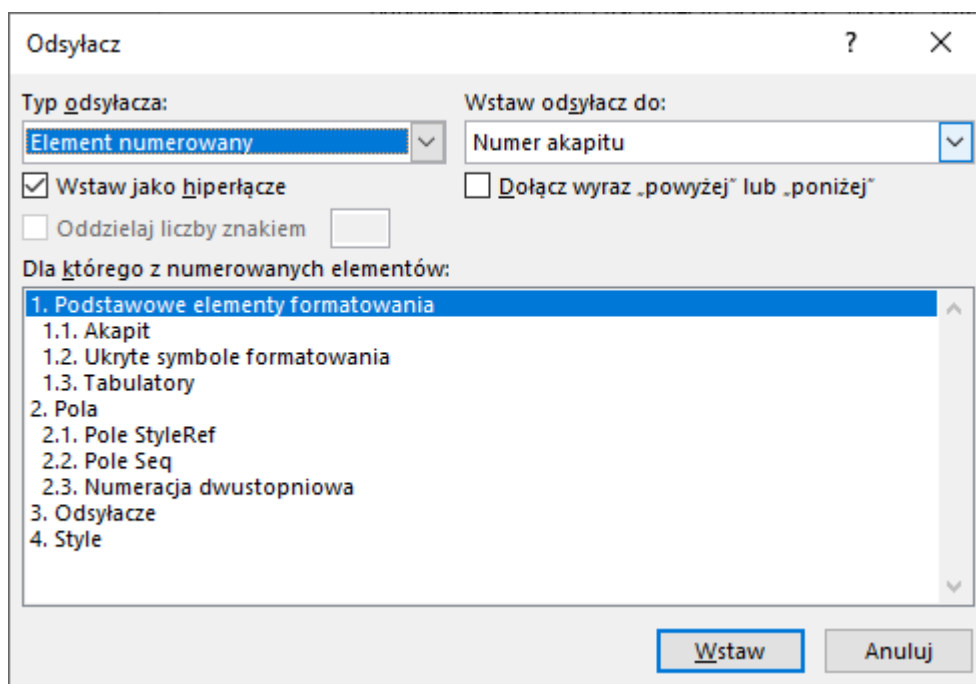 Odsyłacz
Typ odsyłacza:
Wstaw odsyłacz do:
Element numerowany
Numer akapitu
Wstaw jako hiperłącze
Dołącz wyraz „powyżej” lub „poniżej”
Oddzielaj liczby znakiem
Dla którego z numerowanych elementów:
1. Podstawowe elementy formatowania
1.1. Akapit
1.2. Ukryte symbole formatowania
1.3. Tabulatory
2. Pola
2.1. Pole StyleRef
2.2. Pole Seq
2.3. Numeracja dwustopniowa
3. Odsyłacze
4. Style
Wstaw
Anuluj